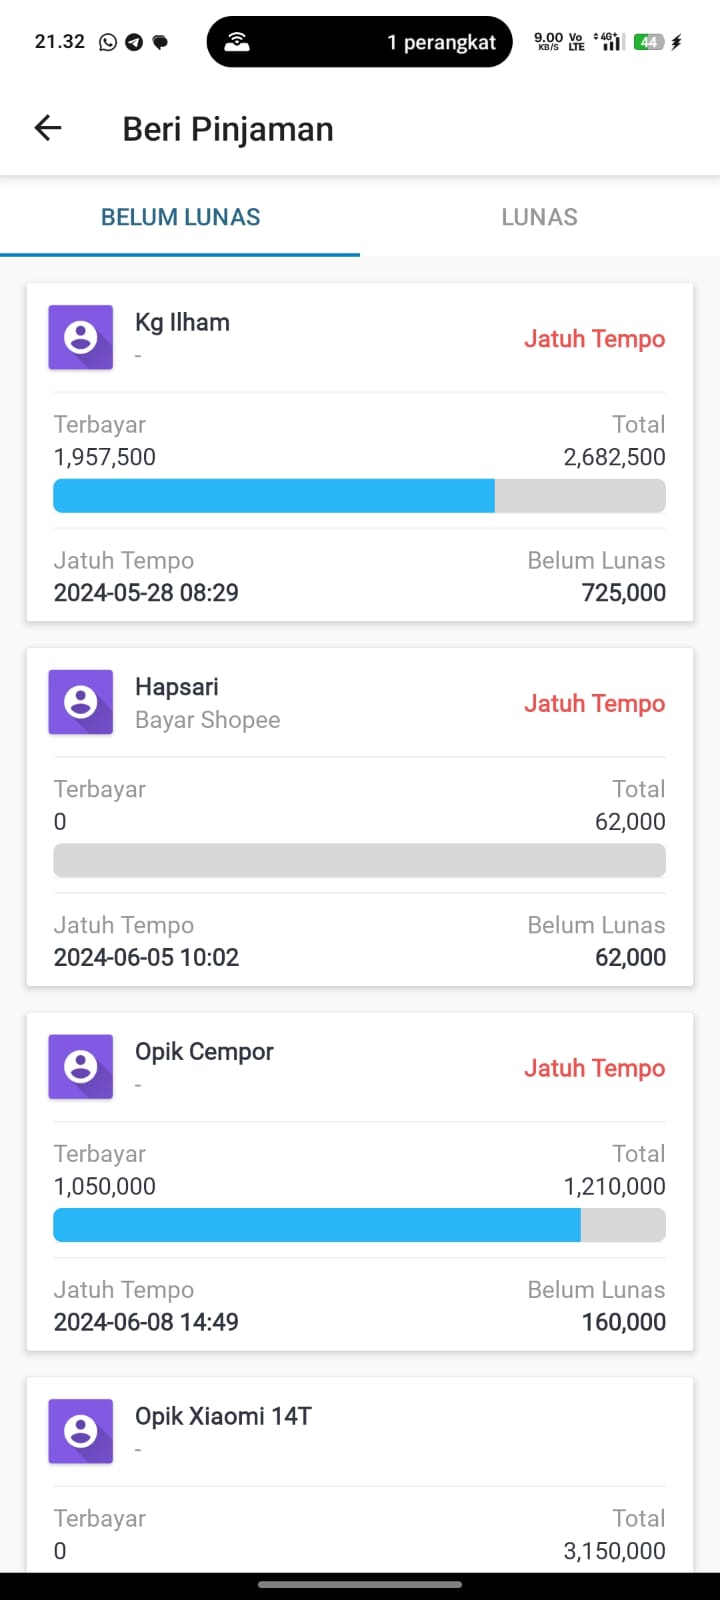 21.32
1 perangkat
9.00 KB/S
Vo LTE
4G+
44
Beri Pinjaman
BELUM LUNAS
LUNAS
Kg Ilham
-
Jatuh Tempo
Terbayar
Total
1,957,500
2,682,500
Jatuh Tempo
Belum Lunas
2024-05-28 08:29
725,000
Hapsari
Bayar Shopee
Jatuh Tempo
Terbayar
Total
0
62,000
Jatuh Tempo
Belum Lunas
2024-06-05 10:02
62,000
Opik Cempor
-
Jatuh Tempo
Terbayar
Total
1,050,000
1,210,000
Jatuh Tempo
Belum Lunas
2024-06-08 14:49
160,000
Opik Xiaomi 14T
-
Terbayar
Total
0
3,150,000